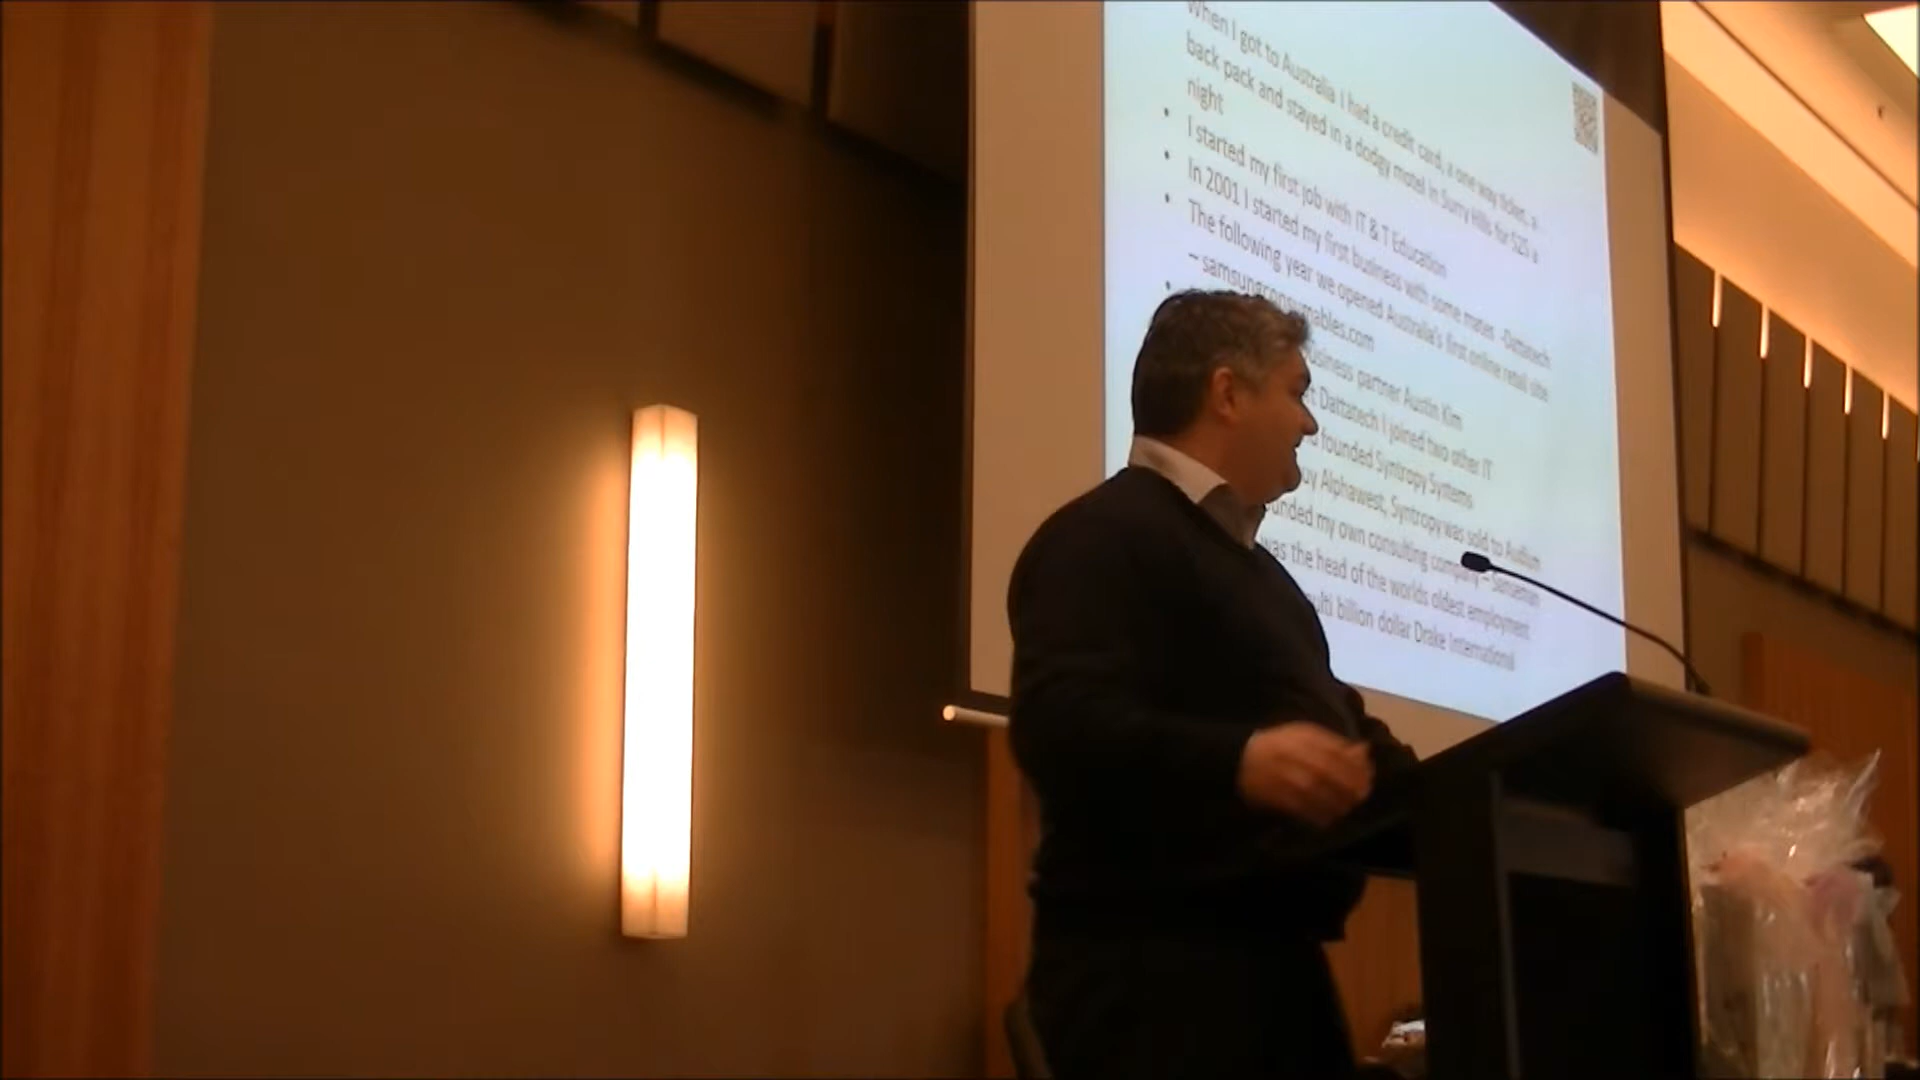 When I got to Australia I had a credit card, a one way ticket, a
back pack and stayed in a dodgy motel in Surry Hills for $25 a
night
• I started my first job with IT & T Education
• In 2001 I started my first business with some mates -Dattatech
• The following year we opened Australia's first online retail site
– samsungconsumables.com
• business partner Austin Kim
Dattatech I joined two other IT
founded Syntropy Systems
Alphawest, Syntropy was sold to Audium
my own consulting company –
was the head of the worlds oldest employment
billion dollar Drake International